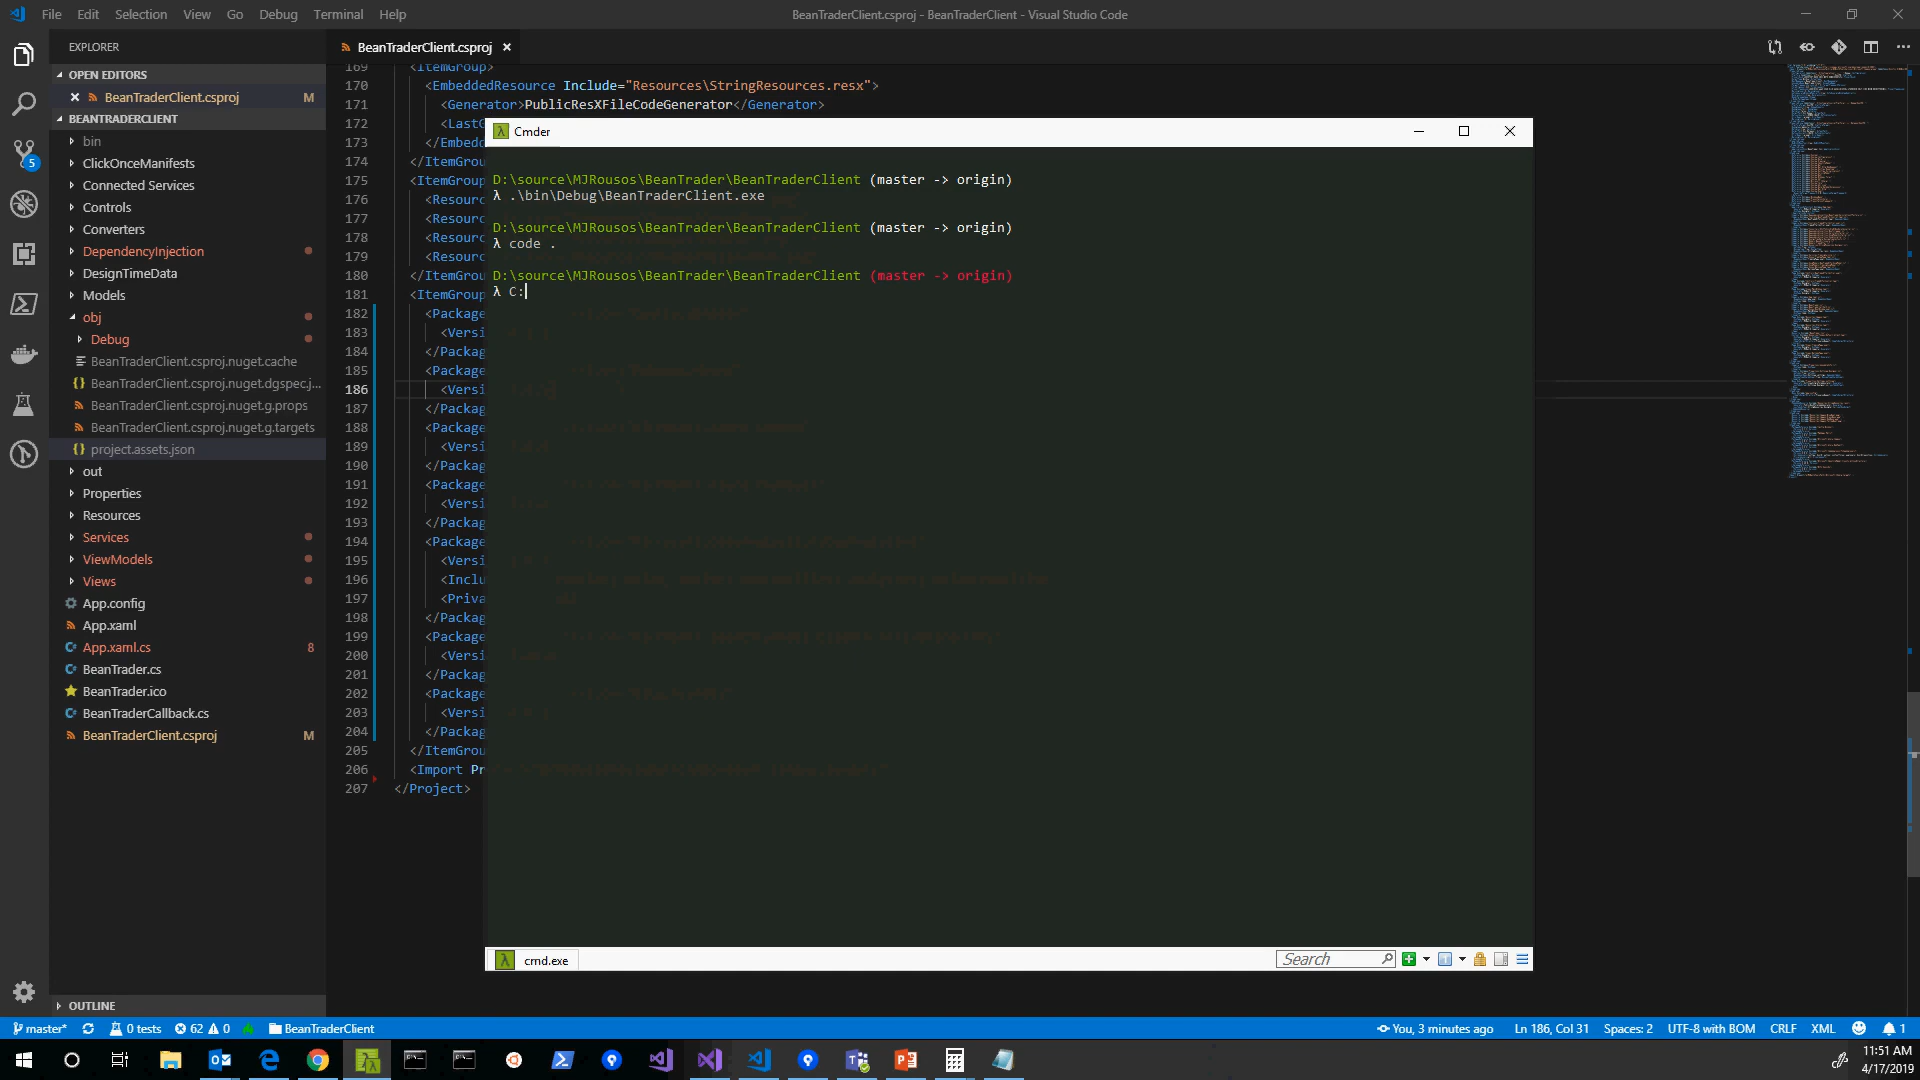 File Edit Selection View Go Debug Terminal Help
BeanTraderClient.csproj - BeanTraderClient - Visual Studio Code
EXPLORER
OPEN EDITORS
BeanTraderClient.csproj M
BEANTRADERCLIENT
bin
ClickOnceManifests
Connected Services
Controls
Converters
DependencyInjection
DesignTimeData
Models
obj
Debug
BeanTraderClient.csproj.nuget.cache
BeanTraderClient.csproj.nuget.dgspec.j...
BeanTraderClient.csproj.nuget.g.props
BeanTraderClient.csproj.nuget.g.targets
project.assets.json
out
Properties
Resources
Services
ViewModels
Views
App.config
App.xaml
App.xaml.cs 8
BeanTrader.cs
BeanTrader.ico
BeanTraderCallback.cs
BeanTraderClient.csproj M
OUTLINE
BeanTraderClient.csproj
169 <ItemGroup>
170 <EmbeddedResource Include="Resources\StringResources.resx">
171 <Generator>PublicResXFileCodeGenerator</Generator>
172 <LastG
173 </Embedd
174 </ItemGrou
175 <ItemGroup
176 <Resourc
177 <Resourc
178 <Resourc
179 <Resourc
180 </ItemGrou
181 <ItemGroup
182 <Package
183 <Versi
184 </Packag
185 <Package
186 <Versi
187 </Packag
188 <Package
189 <Versi
190 </Packag
191 <Package
192 <Versi
193 </Packag
194 <Package
195 <Versi
196 <Inclu
197 <Priva
198 </Packag
199 <Package
200 <Versi
201 </Packag
202 <Package
203 <Versi
204 </Packag
205 </ItemGrou
206 <Import Pr
207 </Project>
Cmder
D:\source\MJRousos\BeanTrader\BeanTraderClient (master -> origin)
λ .\bin\Debug\BeanTraderClient.exe
D:\source\MJRousos\BeanTrader\BeanTraderClient (master -> origin)
λ code .
D:\source\MJRousos\BeanTrader\BeanTraderClient (master -> origin)
λ C:
cmd.exe
Search
5
master* 0 tests 62 0 BeanTraderClient
You, 3 minutes ago Ln 186, Col 31 Spaces: 2 UTF-8 with BOM CRLF XML 1
11:51 AM
4/17/2019